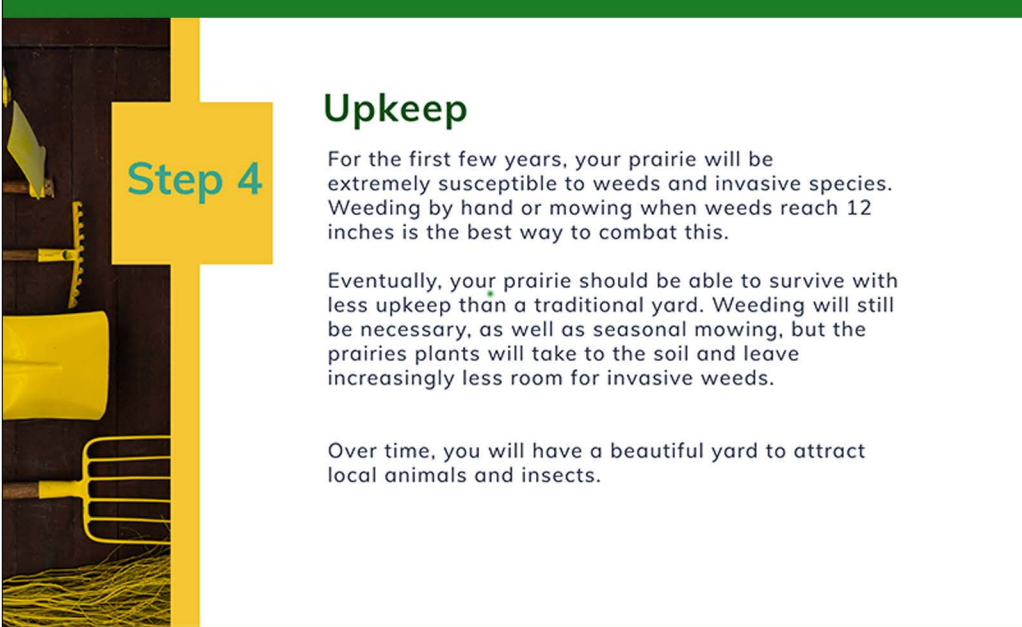 Step 4
Upkeep
For the first few years, your prairie will be
extremely susceptible to weeds and invasive species.
Weeding by hand or mowing when weeds reach 12
inches is the best way to combat this.
Eventually, your prairie should be able to survive with
less upkeep than a traditional yard. Weeding will still
be necessary, as well as seasonal mowing, but the
prairies plants will take to the soil and leave
increasingly less room for invasive weeds.
Over time, you will have a beautiful yard to attract
local animals and insects.